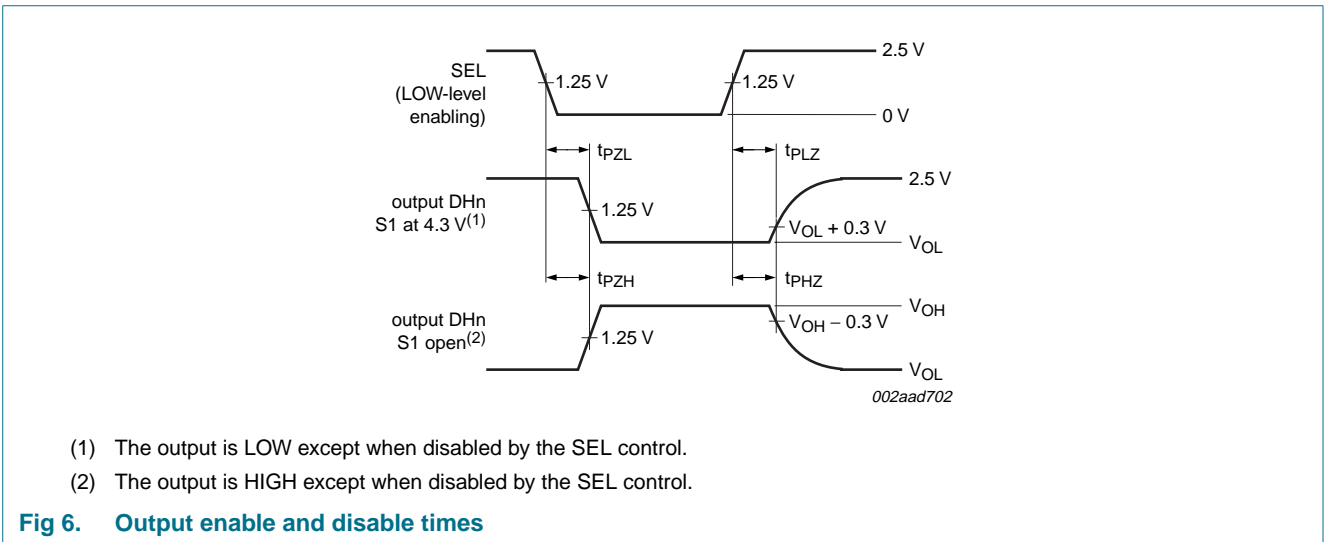 2.5 V
SEL
(LOW-level
enabling)
1.25 V
1.25 V
0 V
tPZL
tPLZ
2.5 V
output DHn
S1 at 4.3 V(1)
1.25 V
VOL + 0.3 V
VOL
tPZH
tPHZ
VOH
output DHn
S1 open(2)
VOH − 0.3 V
1.25 V
VOL
002aad702
(1) The output is LOW except when disabled by the SEL control.
(2) The output is HIGH except when disabled by the SEL control.
Fig 6. Output enable and disable times